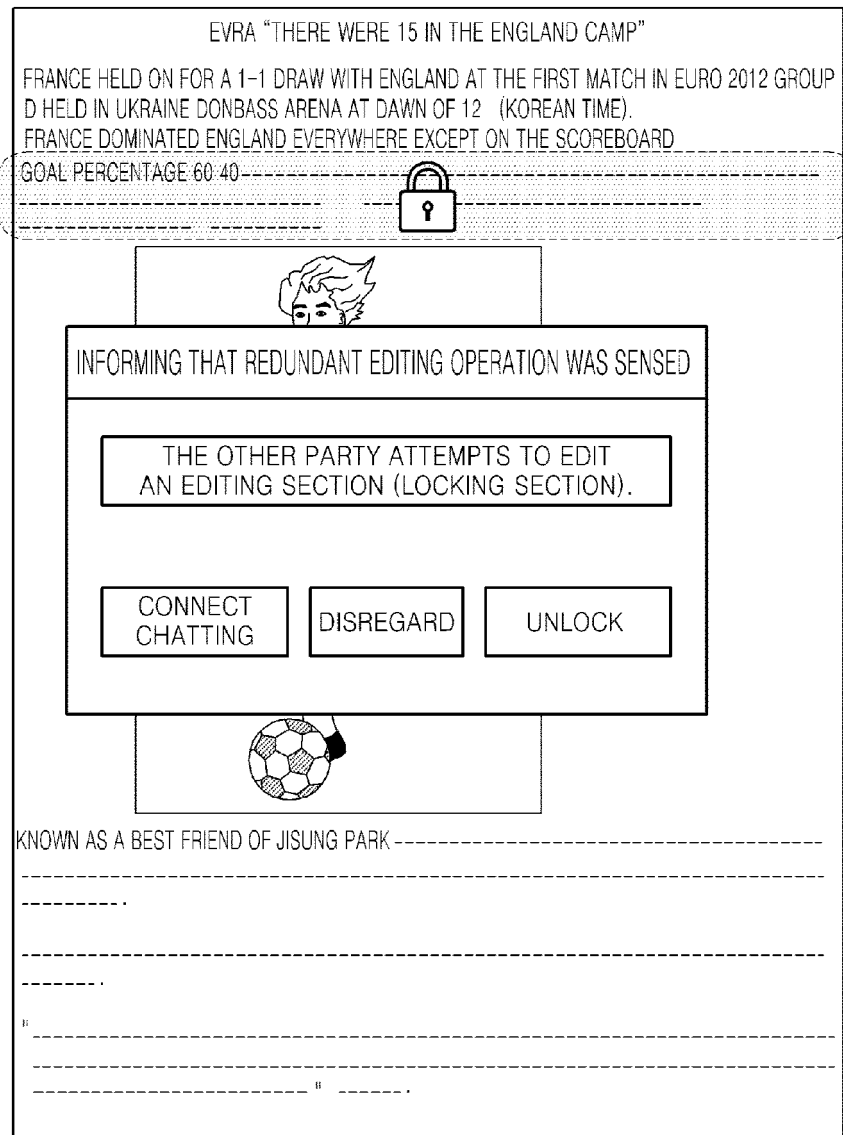 EVRA “THERE WERE 15 IN THE ENGLAND CAMP”
FRANCE HELD ON FOR A 1-1 DRAW WITH ENGLAND AT THE FIRST MATCH IN EURO 2012 GROUP
D HELD IN UKRAINE DONBASS ARENA AT DAWN OF 12 (KOREAN TIME).
FRANCE DOMINATED ENGLAND EVERYWHERE EXCEPT ON THE SCOREBOARD
GOAL PERCENTAGE 60 40
INFORMING THAT REDUNDANT EDITING OPERATION WAS SENSED
THE OTHER PARTY ATTEMPTS TO EDIT
AN EDITING SECTION (LOCKING SECTION).
CONNECT
CHATTING
DISREGARD
UNLOCK
KNOWN AS A BEST FRIEND OF JISUNG PARK